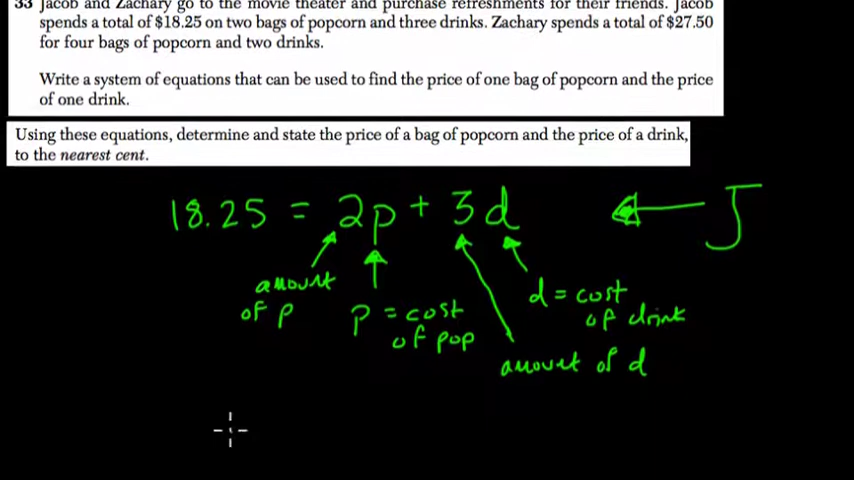 33 Jacob and Zachary go to the movie theater and purchase refreshments for their friends. Jacob
spends a total of $18.25 on two bags of popcorn and three drinks. Zachary spends a total of $27.50
for four bags of popcorn and two drinks.
Write a system of equations that can be used to find the price of one bag of popcorn and the price
of one drink.
Using these equations, determine and state the price of a bag of popcorn and the price of a drink,
to the nearest cent.
18.25 = 2p + 3d
J
amount
of p
P = cost
of pop
d = cost
of drink
amount of d